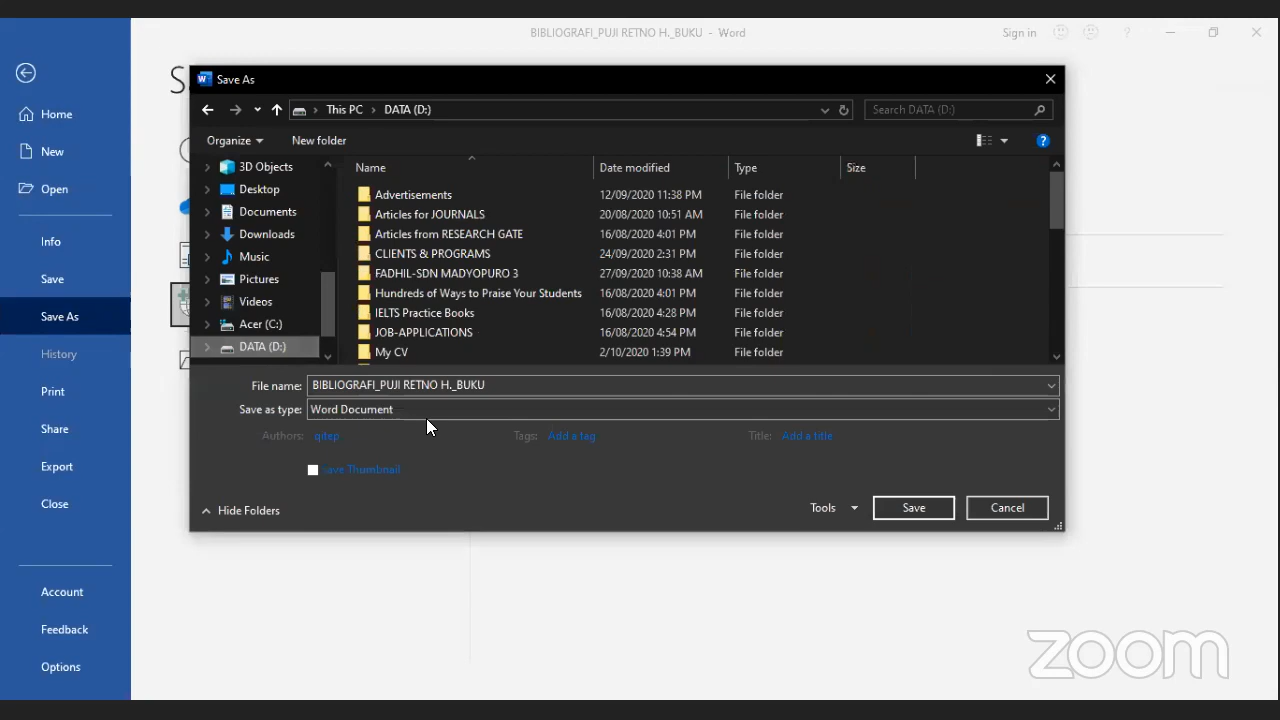 BIBLIOGRAFI_PUJI RETNO H._BUKU - Word
Sign in
?
Save As
This PC > DATA (D:)
Search DATA (D:)
Organize
New folder
Home
New
Open
Info
Save
Save As
History
Print
Share
Export
Close
Account
Feedback
Options
3D Objects
Desktop
Documents
Downloads
Music
Pictures
Videos
Acer (C:)
DATA (D:)
Name Date modified Type Size
Advertisements 12/09/2020 11:38 PM File folder
Articles for JOURNALS 20/08/2020 10:51 AM File folder
Articles from RESEARCH GATE 16/08/2020 4:01 PM File folder
CLIENTS & PROGRAMS 24/09/2020 2:31 PM File folder
FADHIL-SDN MADYOPURO 3 27/09/2020 10:38 AM File folder
Hundreds of Ways to Praise Your Students 16/08/2020 4:01 PM File folder
IELTS Practice Books 16/08/2020 4:28 PM File folder
JOB-APPLICATIONS 16/08/2020 4:54 PM File folder
My CV 2/10/2020 1:39 PM File folder
File name: BIBLIOGRAFI_PUJI RETNO H._BUKU
Save as type: Word Document
Authors: qitep
Tags: Add a tag
Title: Add a title
Save Thumbnail
Hide Folders
Tools
Save
Cancel
zoom